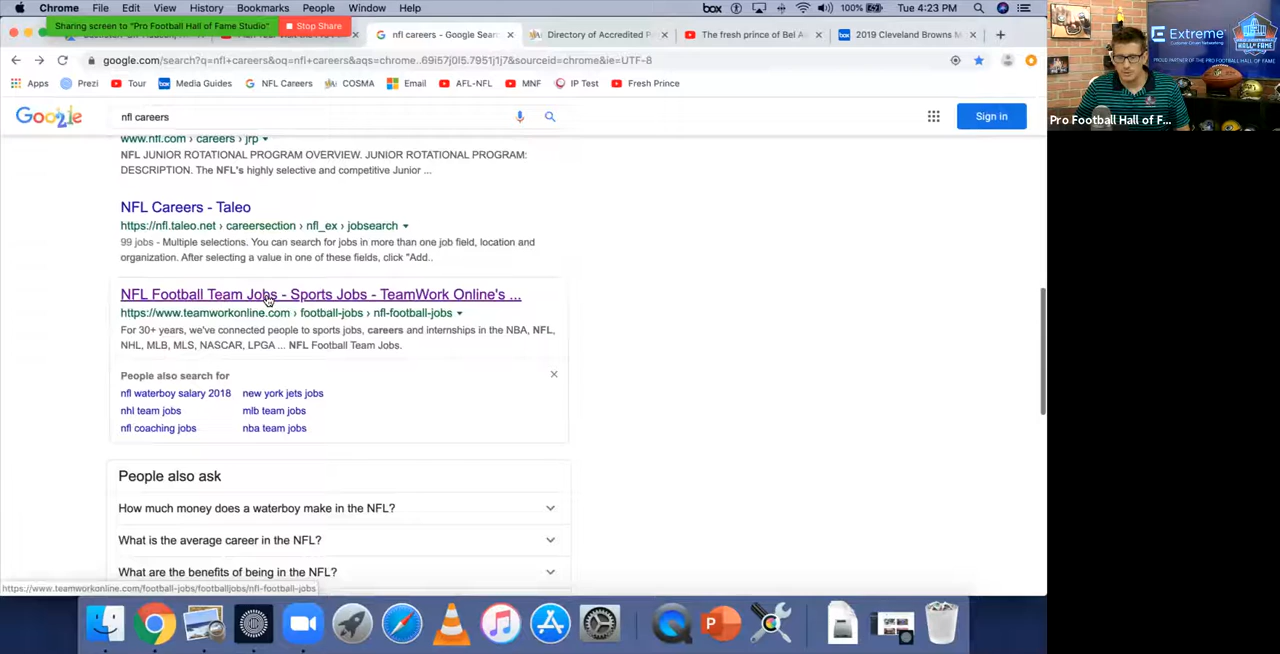 Chrome File Edit View History Bookmarks People Window Help
box 100% Tue 4:23 PM
Sharing screen to "Pro Football Hall of Fame Studio" Stop Share
nfl careers - Google Sear
Directory of Accredited P
The fresh prince of Bel A
box 2019 Cleveland Browns M
google.com/search?q=nfl+careers&oq=nfl+careers&aqs=chrome..69i57j0l5.7951j1j7&sourceid=chrome&ie=UTF-8
Apps Prezi Tour box Media Guides NFL Careers COSMA Email AFL-NFL MNF IP Test Fresh Prince
nfl careers
Sign in
www.nfl.com › careers › jrp
NFL JUNIOR ROTATIONAL PROGRAM OVERVIEW. JUNIOR ROTATIONAL PROGRAM:
DESCRIPTION. The NFL's highly selective and competitive Junior ...
NFL Careers - Taleo
https://nfl.taleo.net › careersection › nfl_ex › jobsearch
99 jobs - Multiple selections. You can search for jobs in more than one job field, location and
organization. After selecting a value in one of these fields, click "Add..
NFL Football Team Jobs - Sports Jobs - TeamWork Online's ...
https://www.teamworkonline.com › football-jobs › nfl-football-jobs
For 30+ years, we've connected people to sports jobs, careers and internships in the NBA, NFL,
NHL, MLB, MLS, NASCAR, LPGA ... NFL Football Team Jobs.
People also search for
nfl waterboy salary 2018 new york jets jobs
nhl team jobs mlb team jobs
nfl coaching jobs nba team jobs
People also ask
How much money does a waterboy make in the NFL?
What is the average career in the NFL?
What are the benefits of being in the NFL?
https://www.teamworkonline.com/football-jobs/footballjobs/nfl-football-jobs
Extreme
HALL OF FAME
PROUD PARTNER OF THE PRO FOOTBALL HALL OF FAME
Pro Football Hall of F...